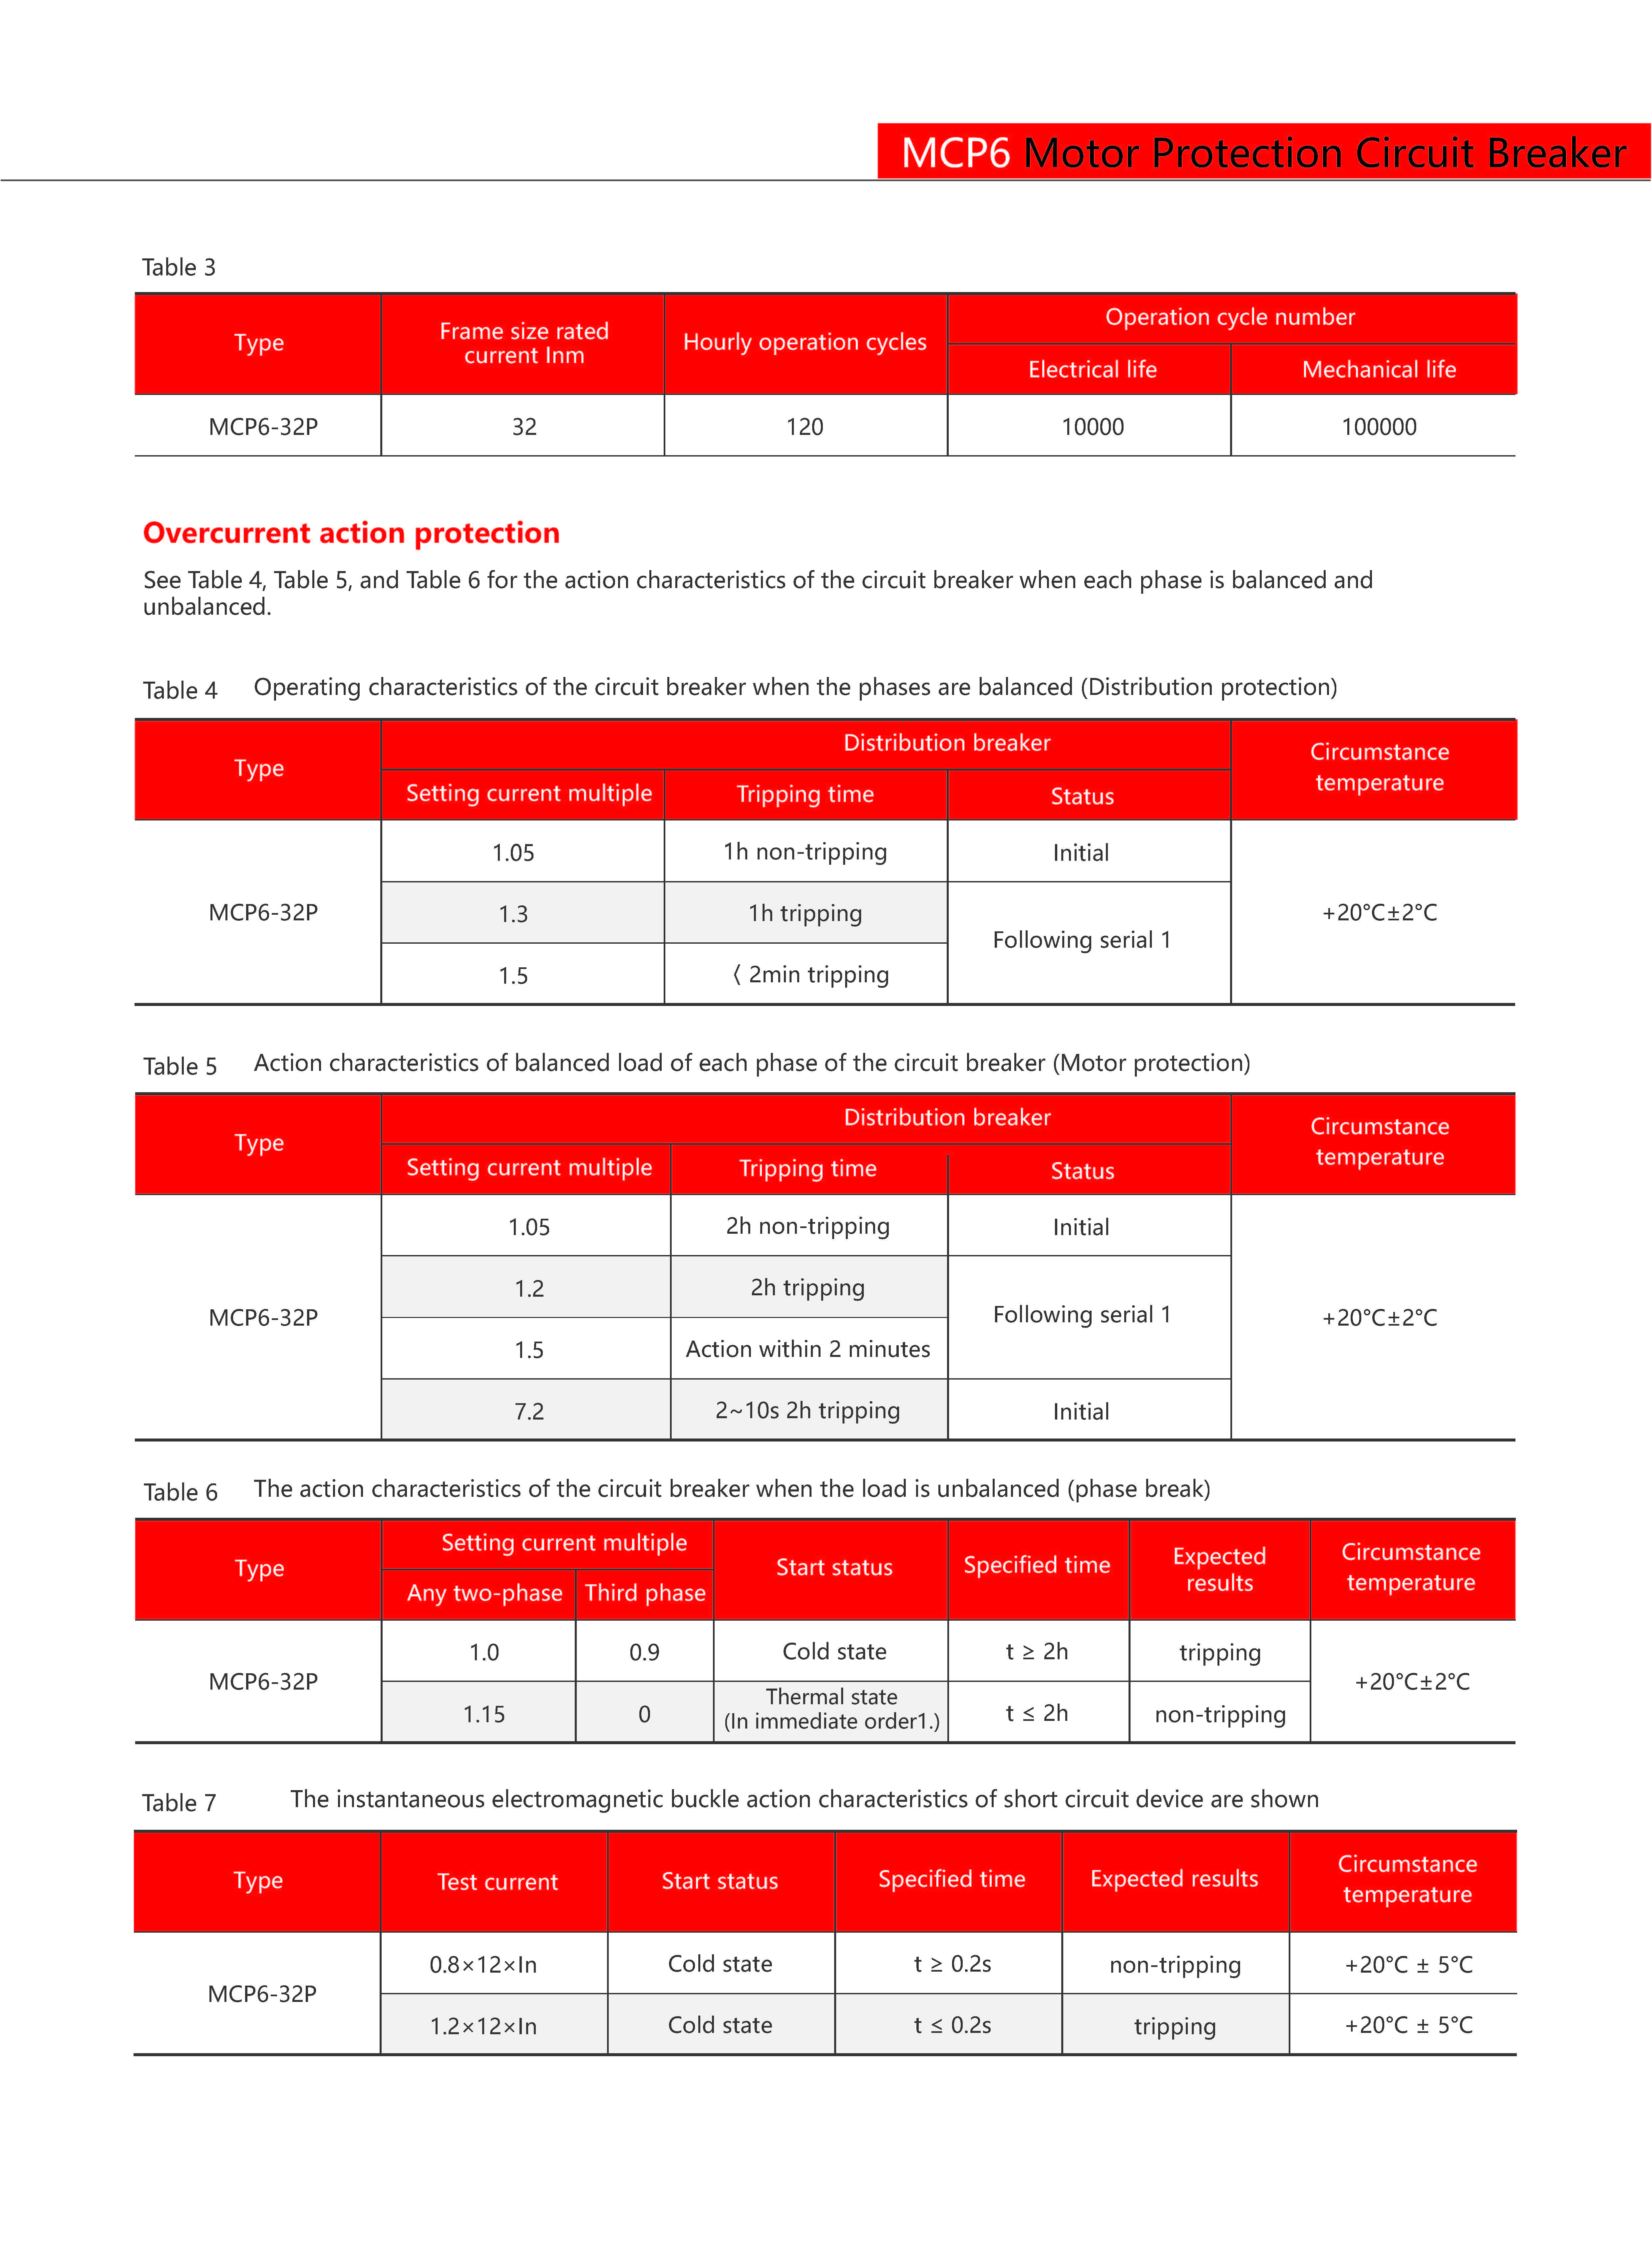 MCP6 Motor Protection Circuit Breaker
Table 3
Type
Frame size rated
current Inm
Hourly operation cycles
Operation cycle number
Electrical life
Mechanical life
MCP6-32P
32
120
10000
100000
Overcurrent action protection
See Table 4, Table 5, and Table 6 for the action characteristics of the circuit breaker when each phase is balanced and
unbalanced.
Table 4 Operating characteristics of the circuit breaker when the phases are balanced (Distribution protection)
Type
Distribution breaker
Circumstance
temperature
Setting current multiple
Tripping time
Status
MCP6-32P
1.05
1h non-tripping
Initial
1.3
1h tripping
Following serial 1
1.5
〈 2min tripping
+20°C±2°C
Table 5 Action characteristics of balanced load of each phase of the circuit breaker (Motor protection)
Type
Distribution breaker
Circumstance
temperature
Setting current multiple
Tripping time
Status
MCP6-32P
1.05
2h non-tripping
Initial
1.2
2h tripping
Following serial 1
1.5
Action within 2 minutes
7.2
2~10s 2h tripping
Initial
+20°C±2°C
Table 6 The action characteristics of the circuit breaker when the load is unbalanced (phase break)
Type
Setting current multiple
Any two-phase
Third phase
Start status
Specified time
Expected
results
Circumstance
temperature
MCP6-32P
1.0
0.9
Cold state
t ≥ 2h
tripping
1.15
0
Thermal state
(In immediate order1.)
t ≤ 2h
non-tripping
+20°C±2°C
Table 7 The instantaneous electromagnetic buckle action characteristics of short circuit device are shown
Type
Test current
Start status
Specified time
Expected results
Circumstance
temperature
MCP6-32P
0.8×12×In
Cold state
t ≥ 0.2s
non-tripping
+20°C ± 5°C
1.2×12×In
Cold state
t ≤ 0.2s
tripping
+20°C ± 5°C